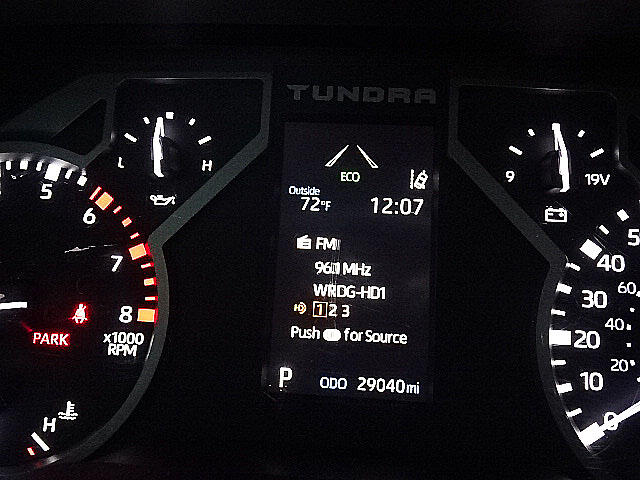 TUNDRA
L H
9 19V
ECO
Outside
72°F 12:07
FM
96.1 MHz
WRDG-HD1
1 2 3
Push for Source
P ODO 29040 mi
5
6
7
8
x1000
RPM
PARK
H
5
40
30
20
10
0
60
40
20